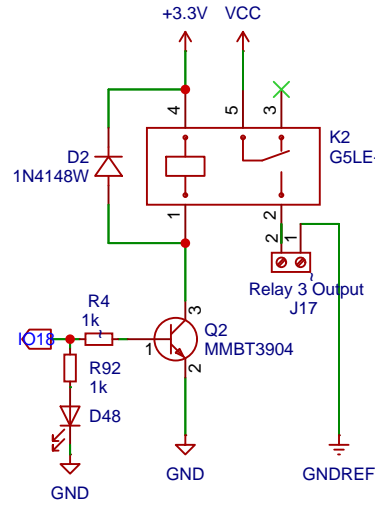 +3.3V VCC
4 5 3
K2
G5LE-
D2
1N4148W
1 2
2 1
Relay 3 Output
J17
R4
1k
3
Q2
IO18
1
MMBT3904
R92
1k
2
D48
GND GNDREF
GND